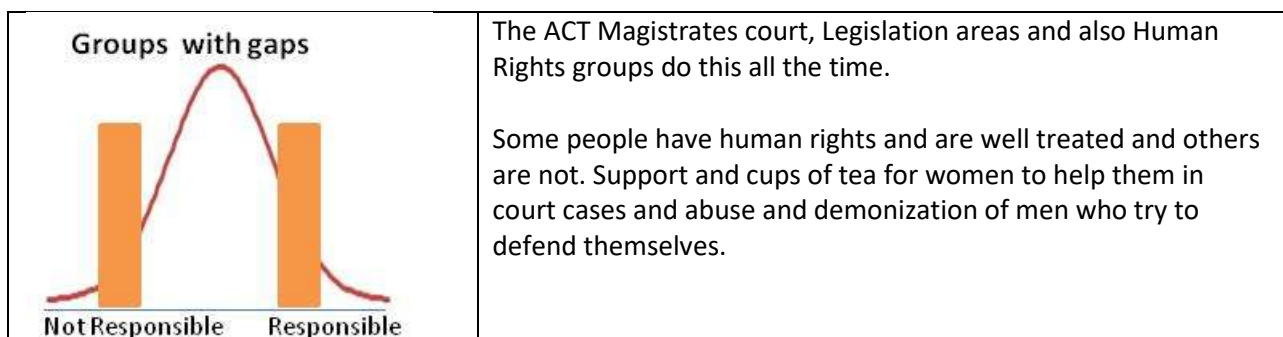 Groups with gaps
Not Responsible Responsible
The ACT Magistrates court, Legislation areas and also Human
Rights groups do this all the time.
Some people have human rights and are well treated and others
are not. Support and cups of tea for women to help them in
court cases and abuse and demonization of men who try to
defend themselves.